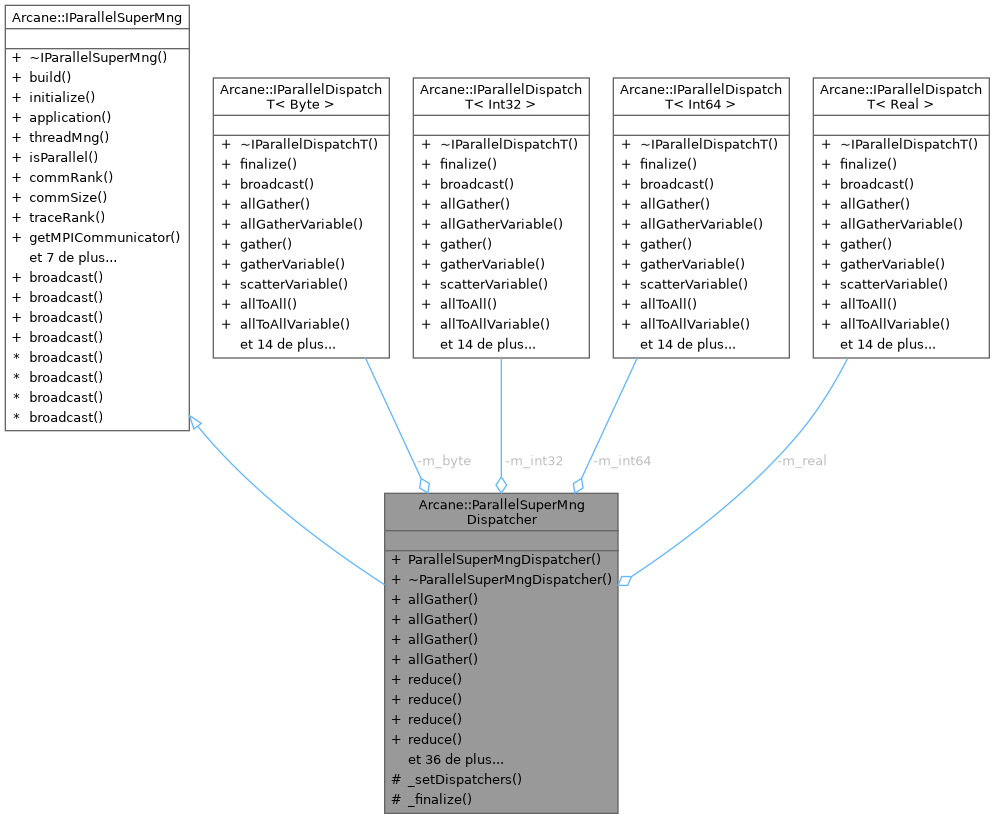 Arcane::IParallelSuperMng
+ ~IParallelSuperMng()
+ build()
+ initialize()
+ application()
+ threadMng()
+ isParallel()
+ commRank()
+ commSize()
+ traceRank()
+ getMPICommunicator()
et 7 de plus...
+ broadcast()
+ broadcast()
+ broadcast()
+ broadcast()
* broadcast()
* broadcast()
* broadcast()
* broadcast()
Arcane::IParallelDispatch
T< Byte >
+ ~IParallelDispatchT()
+ finalize()
+ broadcast()
+ allGather()
+ allGatherVariable()
+ gather()
+ gatherVariable()
+ scatterVariable()
+ allToAll()
+ allToAllVariable()
et 14 de plus...
Arcane::IParallelDispatch
T< Int32 >
+ ~IParallelDispatchT()
+ finalize()
+ broadcast()
+ allGather()
+ allGatherVariable()
+ gather()
+ gatherVariable()
+ scatterVariable()
+ allToAll()
+ allToAllVariable()
et 14 de plus...
Arcane::IParallelDispatch
T< Int64 >
+ ~IParallelDispatchT()
+ finalize()
+ broadcast()
+ allGather()
+ allGatherVariable()
+ gather()
+ gatherVariable()
+ scatterVariable()
+ allToAll()
+ allToAllVariable()
et 14 de plus...
Arcane::IParallelDispatch
T< Real >
+ ~IParallelDispatchT()
+ finalize()
+ broadcast()
+ allGather()
+ allGatherVariable()
+ gather()
+ gatherVariable()
+ scatterVariable()
+ allToAll()
+ allToAllVariable()
et 14 de plus...
-m_byte
-m_int32
-m_int64
-m_real
Arcane::ParallelSuperMng
Dispatcher
+ ParallelSuperMngDispatcher()
+ ~ParallelSuperMngDispatcher()
+ allGather()
+ allGather()
+ allGather()
+ allGather()
+ reduce()
+ reduce()
+ reduce()
+ reduce()
et 36 de plus...
# _setDispatchers()
# _finalize()